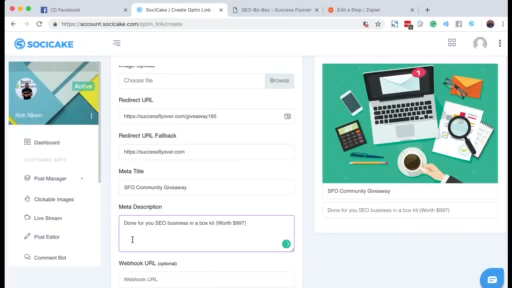 (1) Facebook
SociCake | Create Optin Link
SEO-Biz-Box - Success Flyover
Edit a Step | Zapier
https://account.socicake.com/optin_link/create
SOCICAKE
Active
Dashboard
Post Manager
Clickable Images
Live Stream
Post Editor
Comment Bot
Choose file
Browse
Redirect URL
https://successflyover.com/giveaway165
Redirect URL Fallback
https://successflyover.com
Meta Title
SFO Community Giveaway
Meta Description
Done for you SEO business in a box kit (Worth $997)
Webhook URL (optional)
Webhook URL
SFO Community Giveaway
Done for you SEO business in a box kit (Worth $997)